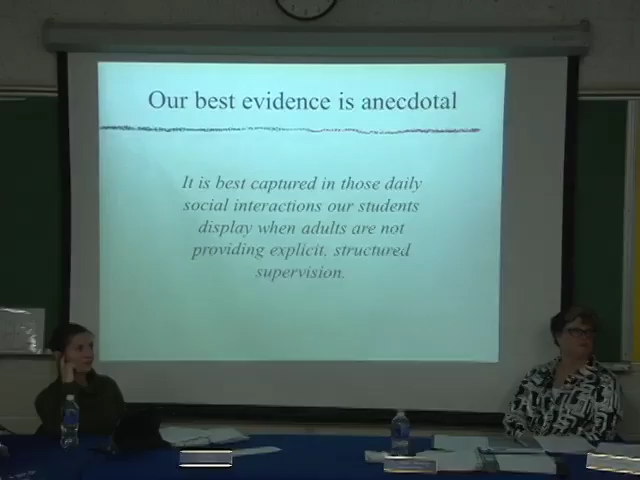 Our best evidence is anecdotal
It is best captured in those daily
social interactions our students
display when adults are not
providing explicit, structured
supervision.